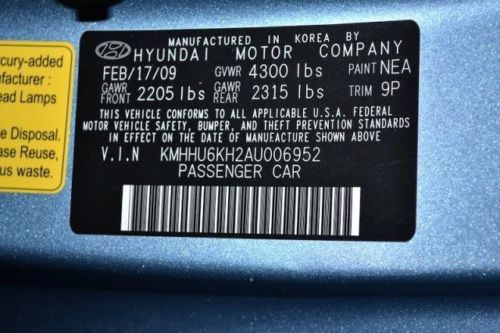 MANUFACTURED IN KOREA BY
HYUNDAI MOTOR COMPANY
FEB/17/09 GVWR 4300 lbs PAINT NEA
GAWR FRONT 2205 lbs GAWR REAR 2315 lbs TRIM 9P
THIS VEHICLE CONFORMS TO ALL APPLICABLE U.S.A. FEDERAL
MOTOR VEHICLE SAFETY, BUMPER, AND THEFT PREVENTION STANDARDS
IN EFFECT ON THE DATE OF MANUFACTURE SHOWN ABOVE.
V.I.N KMHHU6KH2AU006952
PASSENGER CAR
rcury-added
nufacturer :
ead Lamps
e Disposal.
ase Reuse,
us waste.